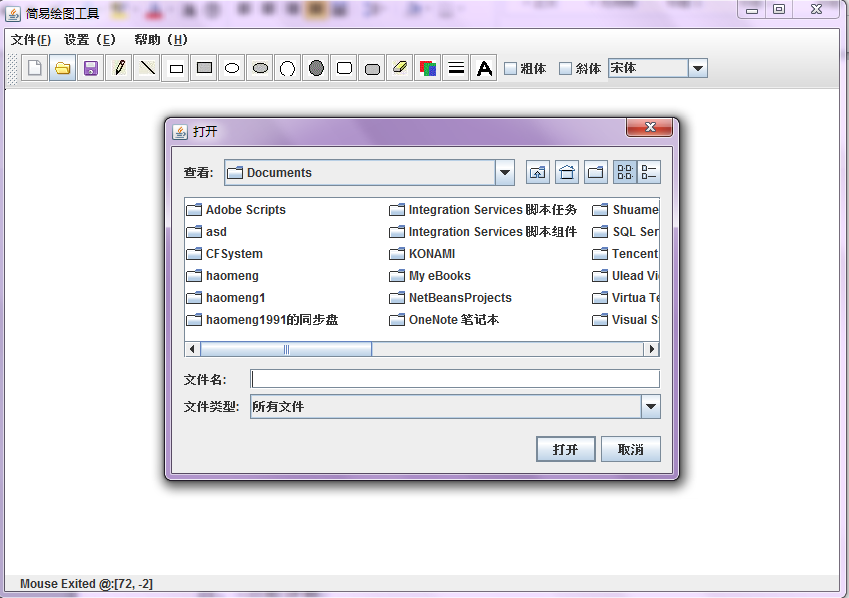 简易绘图工具
文件(F) 设置(E) 帮助(H)
粗体 斜体 宋体
打开
查看: Documents
Adobe Scripts
asd
CFSystem
haomeng
haomeng1
haomeng1991的同步盘
Integration Services 脚本任务
Integration Services 脚本组件
KONAMI
My eBooks
NetBeansProjects
OneNote 笔记本
Shuame
SQL Ser
Tencent
Ulead Vi
Virtua Te
Visual S
文件名:
文件类型: 所有文件
打开 取消
Mouse Exited @:[72, -2]